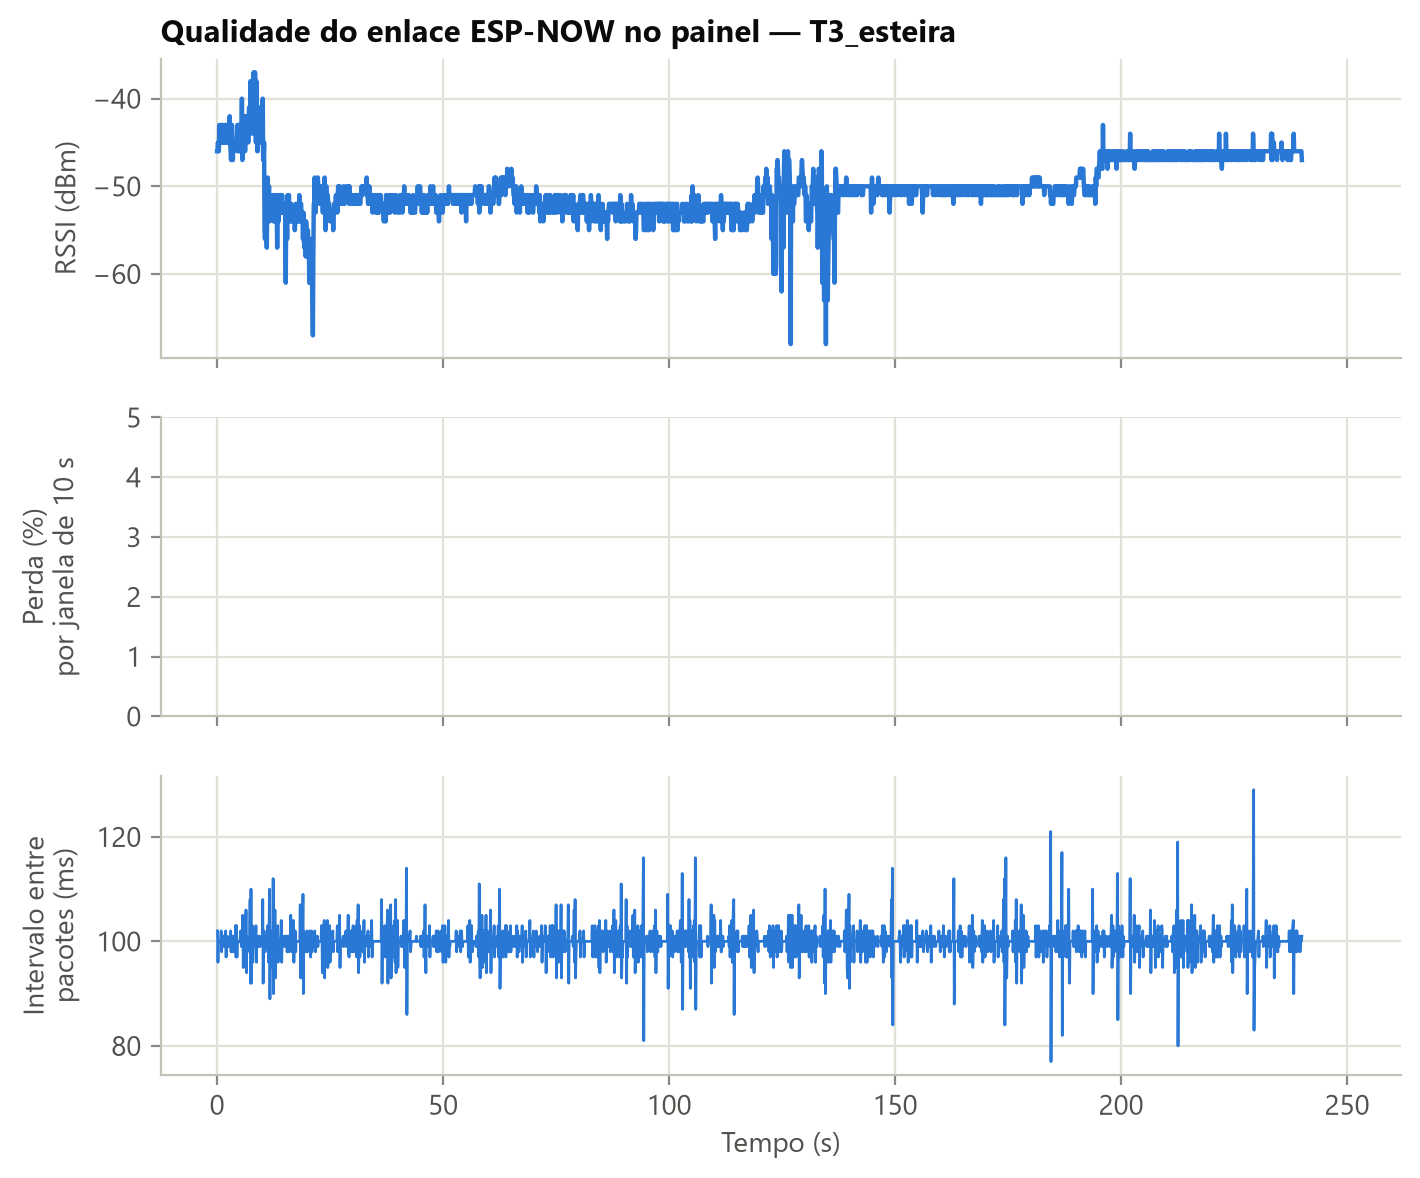 Qualidade do enlace ESP-NOW no painel — T3_esteira
RSSI (dBm)
−40
−50
−60
Perda (%)
por janela de 10 s
5
4
3
2
1
0
Intervalo entre
pacotes (ms)
120
100
80
0 50 100 150 200 250
Tempo (s)